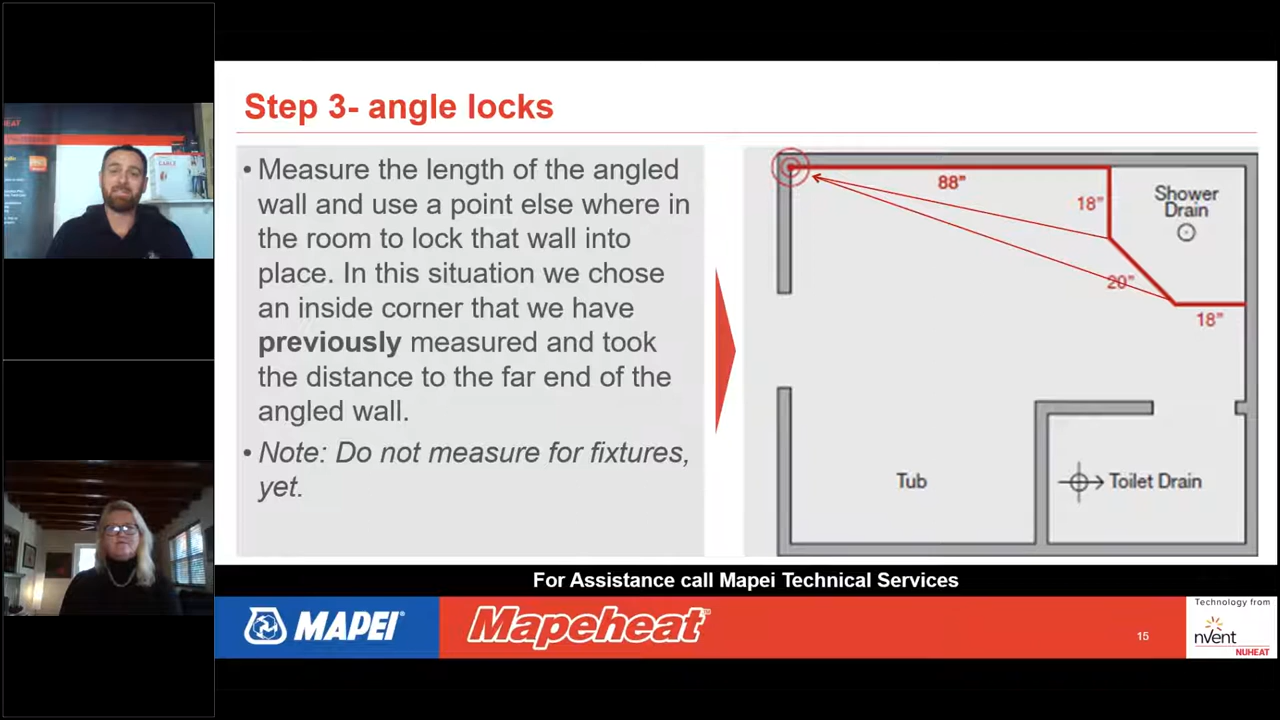 Step 3- angle locks
• Measure the length of the angled
wall and use a point else where in
the room to lock that wall into
place. In this situation we chose
an inside corner that we have
previously measured and took
the distance to the far end of the
angled wall.
• Note: Do not measure for fixtures,
yet.
88"
18"
Shower
Drain
20"
18"
Tub
Toilet Drain
For Assistance call Mapei Technical Services
MAPEI®
Mapeheat™
15
Technology from
nvent
NUHEAT